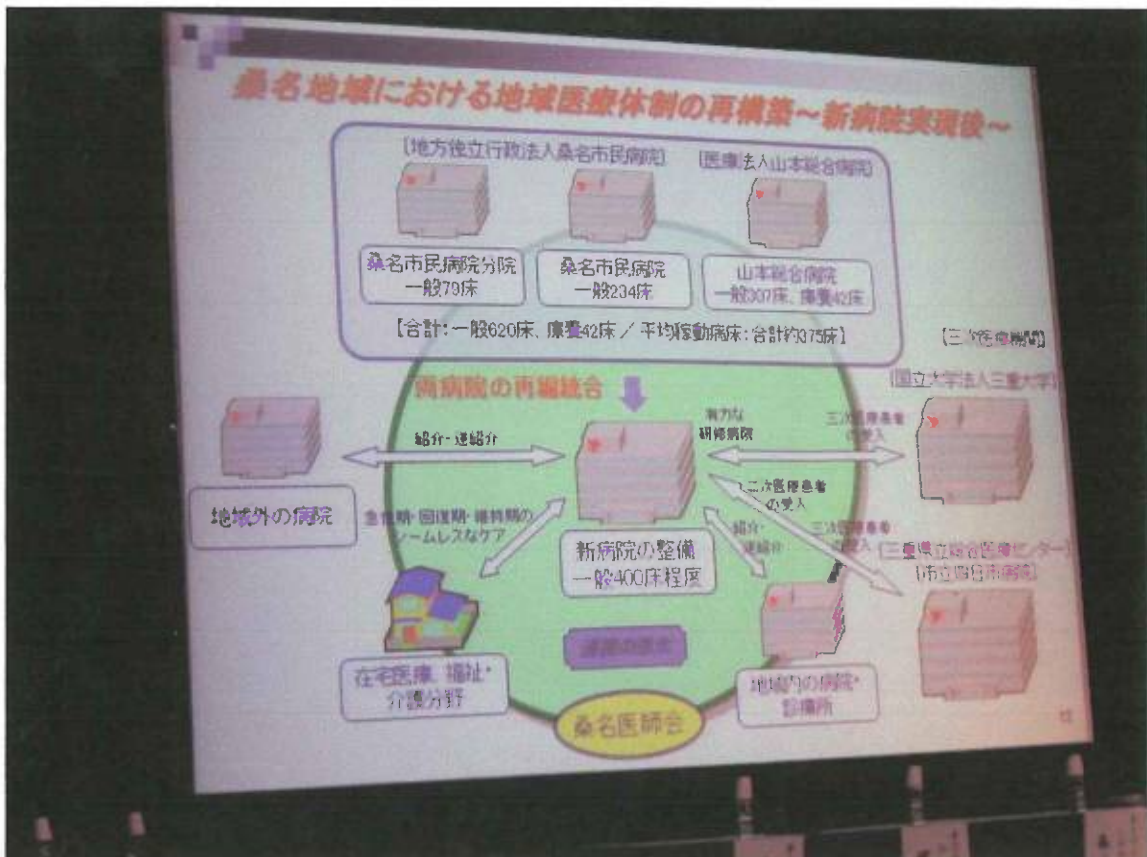 桑名地域における地域医療体制の再構築～新病院実現後～
[地方独立行政法人桑名市民病院]
[医療法人山本総合病院]
桑名市民病院分院
一般79床
桑名市民病院
一般234床
山本総合病院
一般307床、療養42床
【合計:一般620床、療養42床 / 平均稼動病床:合計約375床】
[三次医療機関]
[国立大学法人三重大学]
両病院の再編統合
紹介・逆紹介
有力な
研修病院
三次医療患者
の受入
地域外の病院
急性期・回復期・維持期の
シームレスなケア
新病院の整備
一般400床程度
二次医療患者
の受入
紹介・
逆紹介
三次医療患者
の受入
[三重県立総合医療センター]
[市立四日市病院]
在宅医療、福祉・
介護分野
地域内の病院・
診療所
桑名医師会